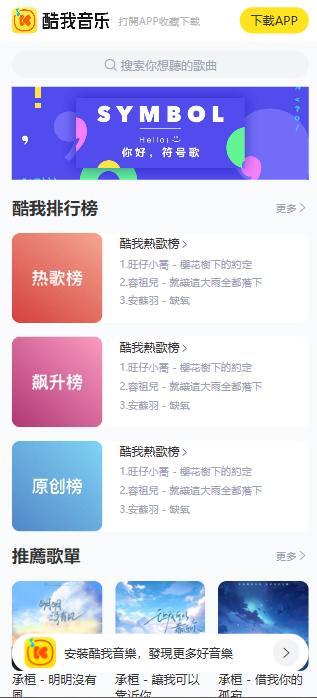 酷我音乐
打開APP收藏下載
下載APP
搜索你想聽的歌曲
SYMBOL
Hello!
你好，符号歌
酷我排行榜
更多
热歌榜
酷我熱歌榜
1.旺仔小喬 - 櫻花樹下的約定
2.容祖兒 - 就讓這大雨全都落下
3.安蘇羽 - 缺氧
飙升榜
酷我熱歌榜
1.旺仔小喬 - 櫻花樹下的約定
2.容祖兒 - 就讓這大雨全都落下
3.安蘇羽 - 缺氧
原创榜
酷我熱歌榜
1.旺仔小喬 - 櫻花樹下的約定
2.容祖兒 - 就讓這大雨全都落下
3.安蘇羽 - 缺氧
推薦歌單
更多
安裝酷我音樂，發現更多好音樂
承桓 - 明明沒有
承桓 - 讓我可以
承桓 - 借我你的